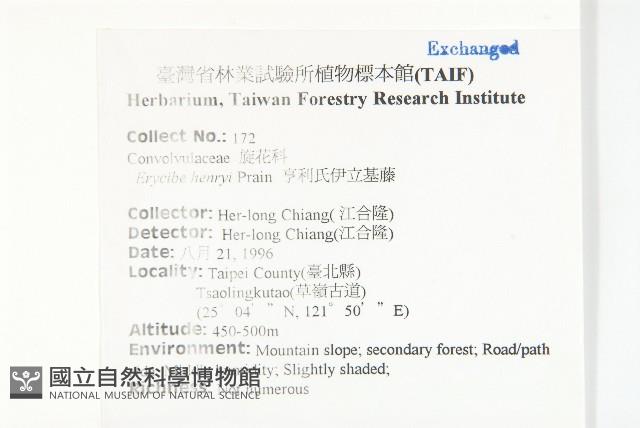 Exchanged
臺灣省林業試驗所植物標本館(TAIF)
Herbarium, Taiwan Forestry Research Institute
Collect No.: 172
Convolvulaceae 旋花科
Erycibe henryi Prain 亨利氏伊立基藤
Collector: Her-long Chiang(江合隆)
Detector: Her-long Chiang(江合隆)
Date: 八月 21, 1996
Locality: Taipei County(臺北縣)
Tsaolingkutao(草嶺古道)
(25° 04' " N, 121° 50' " E)
Altitude: 450-500m
Environment: Mountain slope; secondary forest; Road/path
Slightly shaded;
numerous
國立自然科學博物館
NATIONAL MUSEUM OF NATURAL SCIENCE